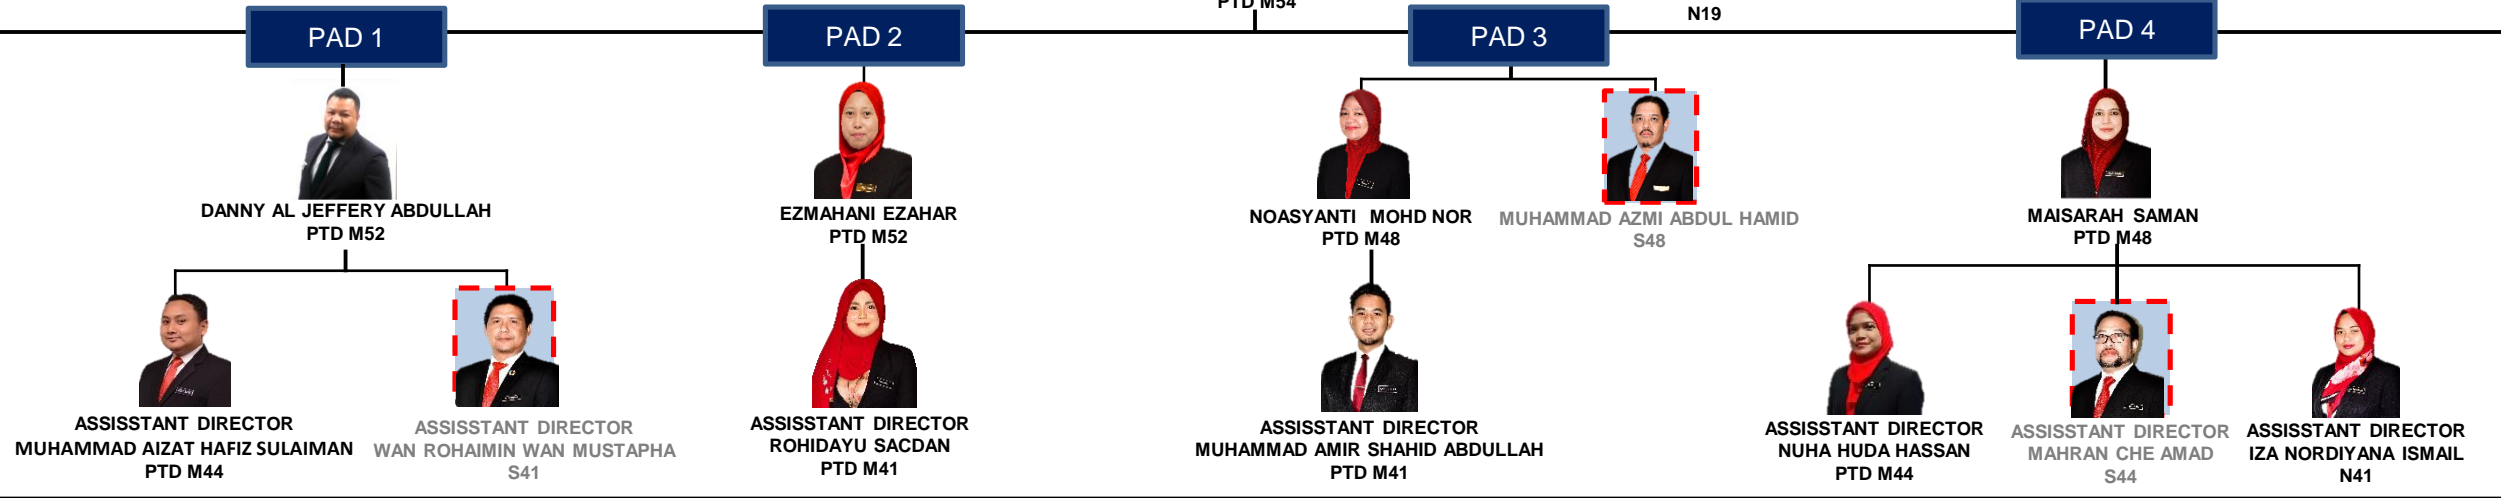 PTD M54
N19
PAD 1
PAD 2
PAD 3
PAD 4
DANNY AL JEFFERY ABDULLAH
PTD M52
EZMAHANI EZAHAR
PTD M52
NOASYANTI MOHD NOR
PTD M48
MUHAMMAD AZMI ABDUL HAMID
S48
MAISARAH SAMAN
PTD M48
ASSISSTANT DIRECTOR
MUHAMMAD AIZAT HAFIZ SULAIMAN
PTD M44
ASSISSTANT DIRECTOR
WAN ROHAIMIN WAN MUSTAPHA
S41
ASSISSTANT DIRECTOR
ROHIDAYU SACDAN
PTD M41
ASSISSTANT DIRECTOR
MUHAMMAD AMIR SHAHID ABDULLAH
PTD M41
ASSISSTANT DIRECTOR
NUHA HUDA HASSAN
PTD M44
ASSISSTANT DIRECTOR
MAHRAN CHE AMAD
S44
ASSISSTANT DIRECTOR
IZA NORDIYANA ISMAIL
N41